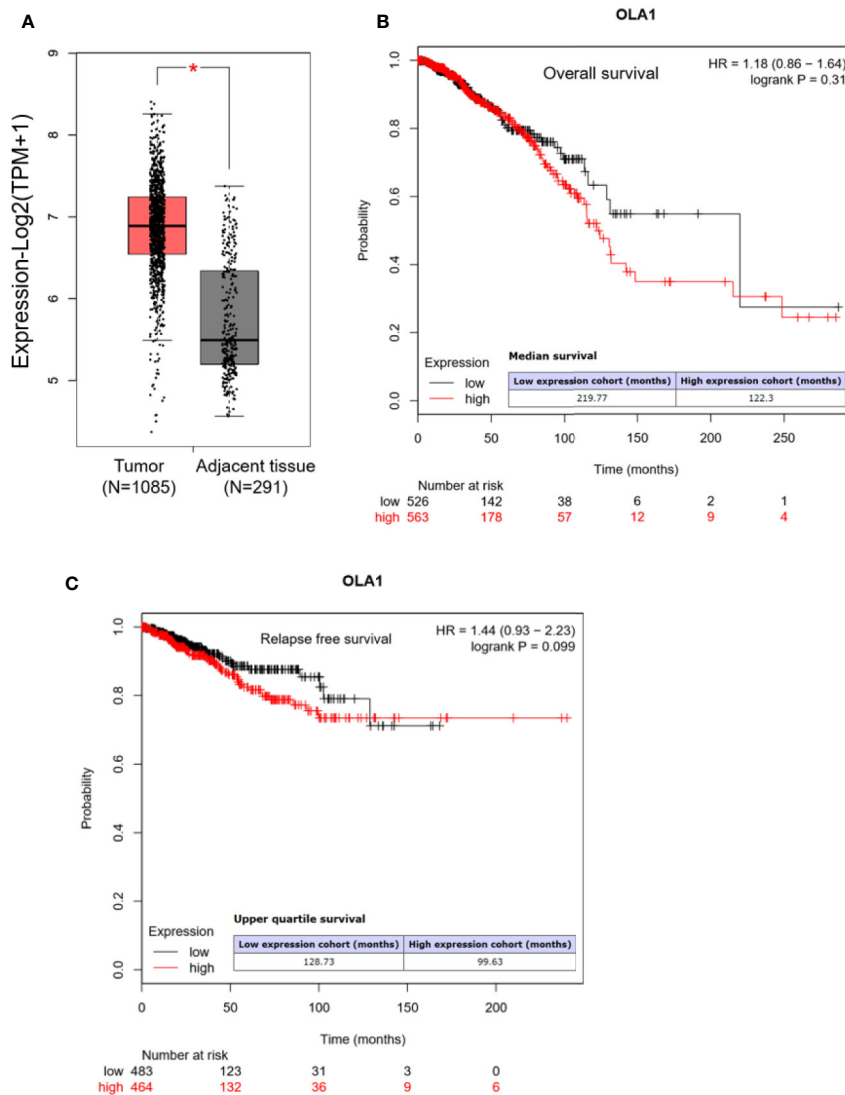 A
Expression-Log2(TPM+1)
9
8
7
6
5
*
Tumor
(N=1085)
Adjacent tissue
(N=291)
B
OLA1
Overall survival
HR = 1.18 (0.86 − 1.64)
logrank P = 0.31
Probability
1.0
0.8
0.6
0.4
0.2
0.0
Expression
low
high
Median survival
Low expression cohort (months) High expression cohort (months)
219.77 122.3
0 50 100 150 200 250
Time (months)
Number at risk
low 526 142 38 6 2 1
high 563 178 57 12 9 4
C
OLA1
Relapse free survival
HR = 1.44 (0.93 − 2.23)
logrank P = 0.099
Probability
1.0
0.8
0.6
0.4
0.2
0.0
Expression
low
high
Upper quartile survival
Low expression cohort (months) High expression cohort (months)
128.73 99.63
0 50 100 150 200
Time (months)
Number at risk
low 483 123 31 3 0
high 464 132 36 9 6